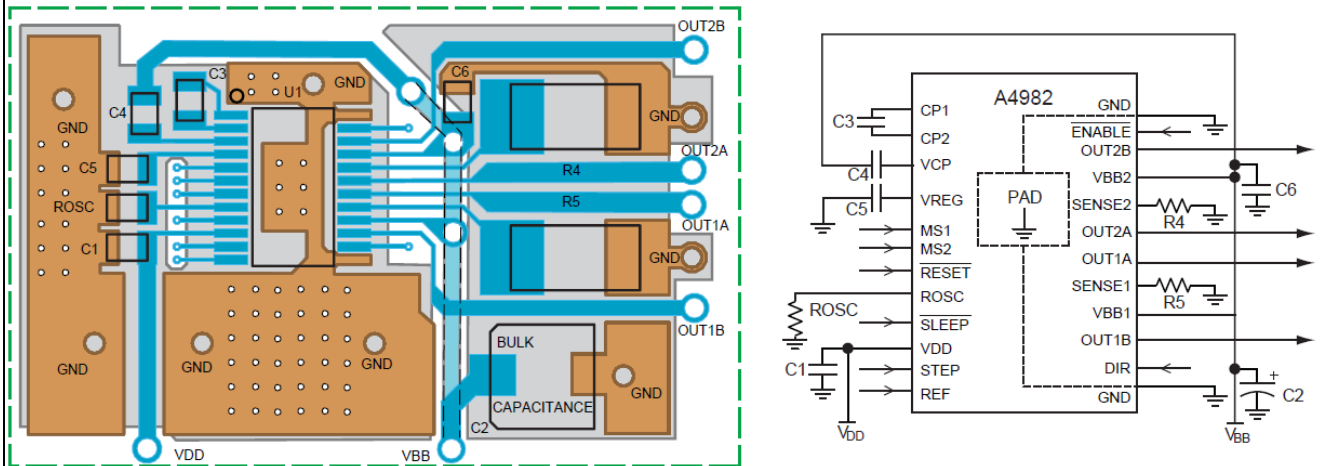 OUT2B
C3
C6
U1
GND
C4
GND
GND
OUT2A
C5
R4
ROSC
R5
OUT1A
C1
GND
OUT1B
BULK
GND
GND
GND
GND
CAPACITANCE
C2
VDD
VBB
A4982
CP1
GND
C3
ENABLE
CP2
OUT2B
VCP
VBB2
C4
C6
PAD
VREG
SENSE2
C5
R4
MS1
OUT2A
MS2
OUT1A
RESET
ROSC
SENSE1
ROSC
R5
SLEEP
VBB1
VDD
OUT1B
C1
STEP
DIR
+
REF
C2
GND
VDD
VBB